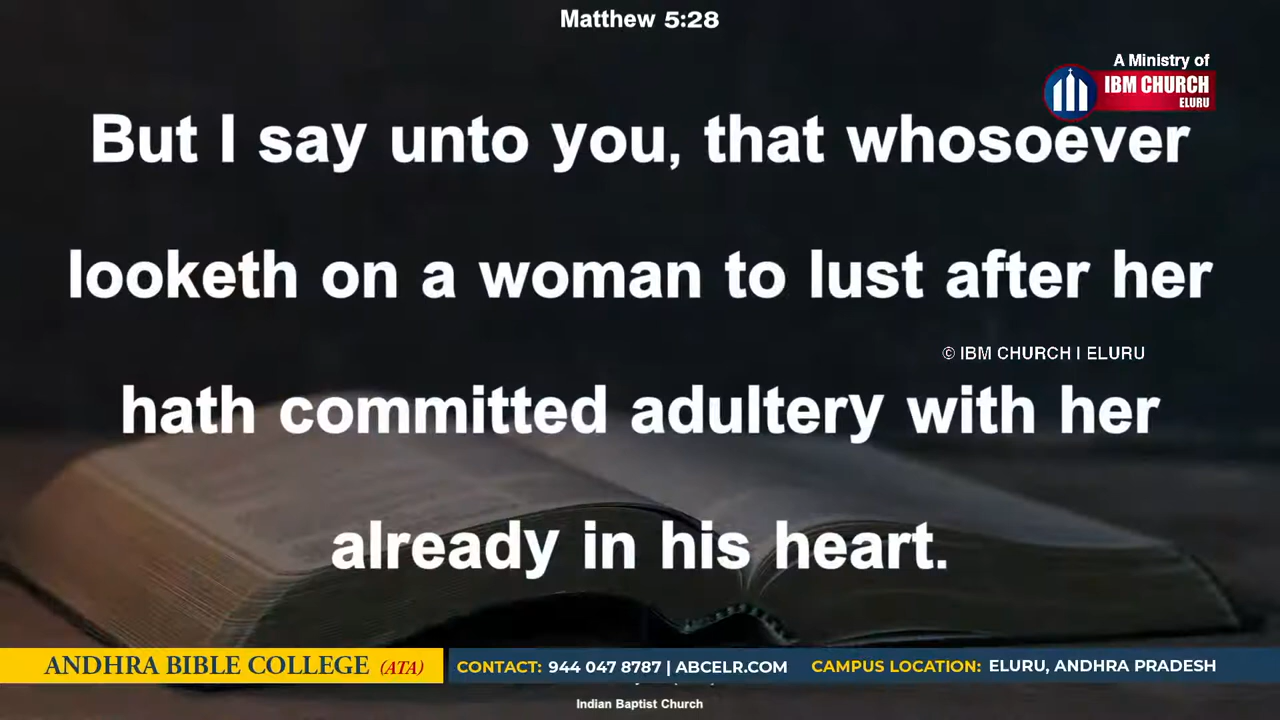 Matthew 5:28
A Ministry of
IBM CHURCH
ELURU
But I say unto you, that whosoever
looketh on a woman to lust after her
© IBM CHURCH I ELURU
hath committed adultery with her
already in his heart.
ANDHRA BIBLE COLLEGE (ATA) CONTACT: 944 047 8787 | ABCELR.COM CAMPUS LOCATION: ELURU, ANDHRA PRADESH
Indian Baptist Church